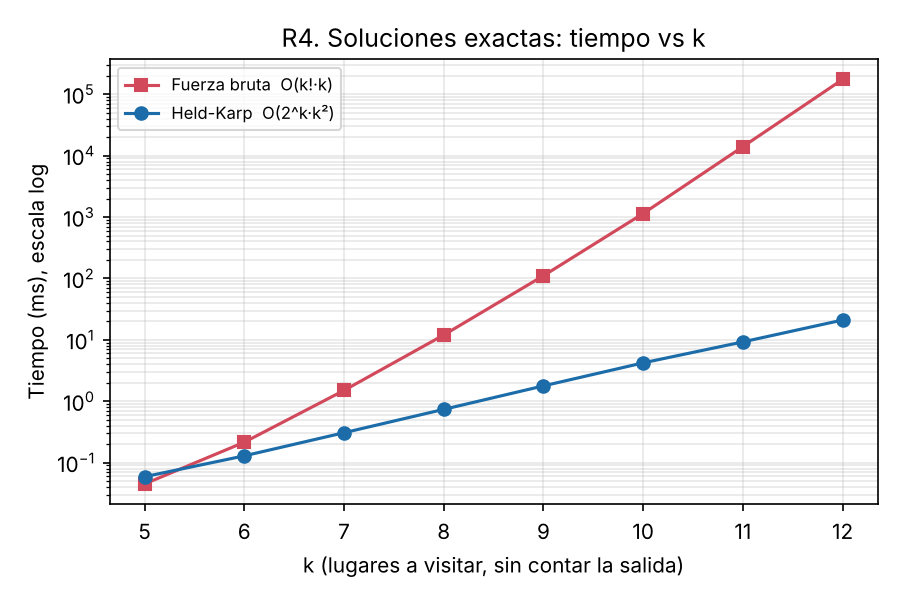 R4. Soluciones exactas: tiempo vs k
Fuerza bruta  O(k!·k)
Held-Karp  O(2^k·k²)
Tiempo (ms), escala log
10⁵
10⁴
10³
10²
10¹
10⁰
10⁻¹
5 6 7 8 9 10 11 12
k (lugares a visitar, sin contar la salida)